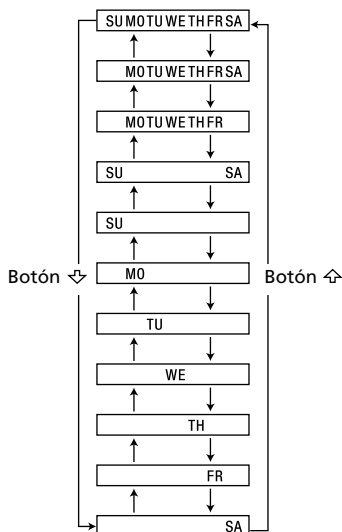 SU MO TU WE TH FR SA
MO TU WE TH FR SA
MO TU WE TH FR
SU SA
SU
Botón MO Botón
TU
WE
TH
FR
SA